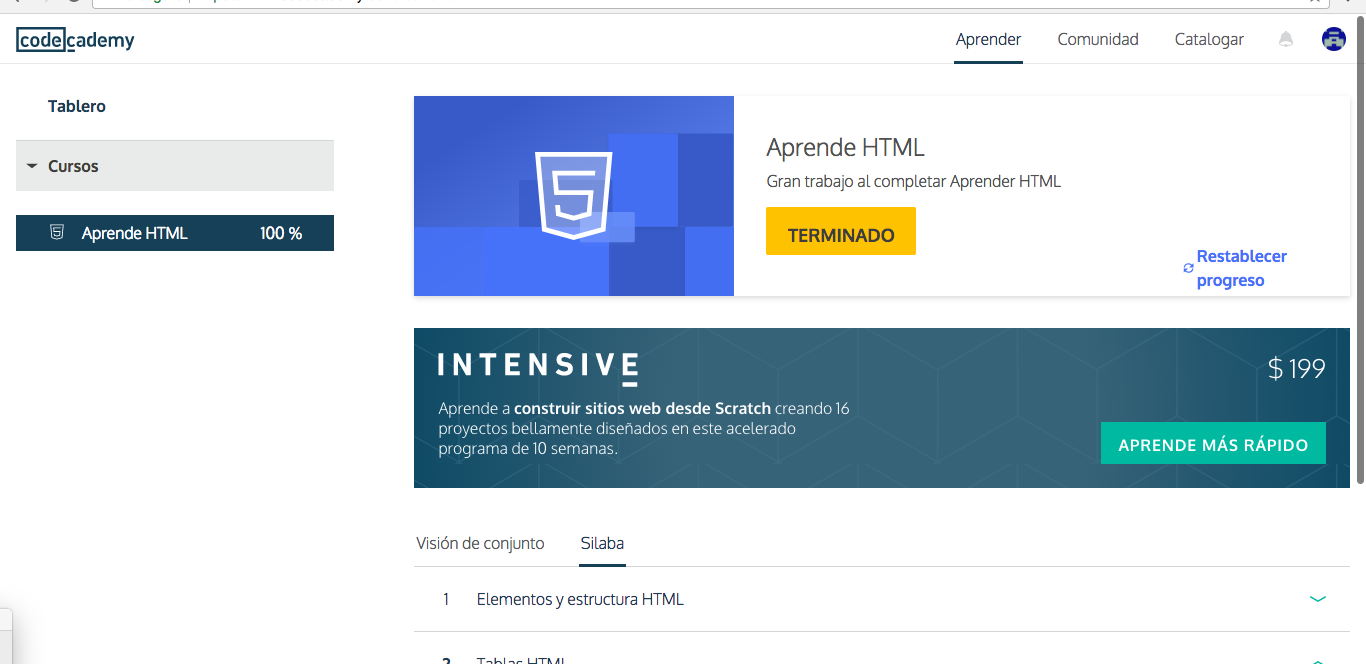 codecademy
Aprender
Comunidad
Catalogar
Tablero
Cursos
Aprende HTML
100 %
Aprende HTML
Gran trabajo al completar Aprender HTML
TERMINADO
Restablecer
progreso
INTENSIVE
$ 199
Aprende a construir sitios web desde Scratch creando 16
proyectos bellamente diseñados en este acelerado
programa de 10 semanas.
APRENDE MÁS RÁPIDO
Visión de conjunto
Silaba
1 Elementos y estructura HTML
2 Tablas HTML